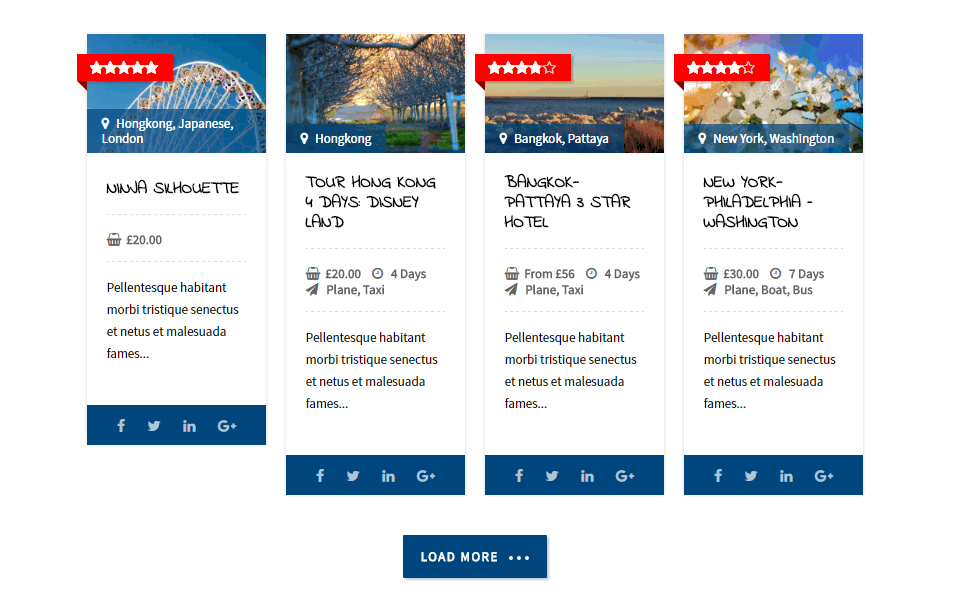 Hongkong, Japanese,
London
NINJA SILHOUETTE
£20.00
Pellentesque habitant
morbi tristique senectus
et netus et malesuada
fames...
Hongkong
TOUR HONG KONG
4 DAYS: DISNEY
LAND
£20.00 4 Days
Plane, Taxi
Pellentesque habitant
morbi tristique senectus
et netus et malesuada
fames...
Bangkok, Pattaya
BANGKOK-
PATTAYA 3 STAR
HOTEL
From £56 4 Days
Plane, Taxi
Pellentesque habitant
morbi tristique senectus
et netus et malesuada
fames...
New York, Washington
NEW YORK-
PHILADELPHIA -
WASHINGTON
£30.00 7 Days
Plane, Boat, Bus
Pellentesque habitant
morbi tristique senectus
et netus et malesuada
fames...
LOAD MORE